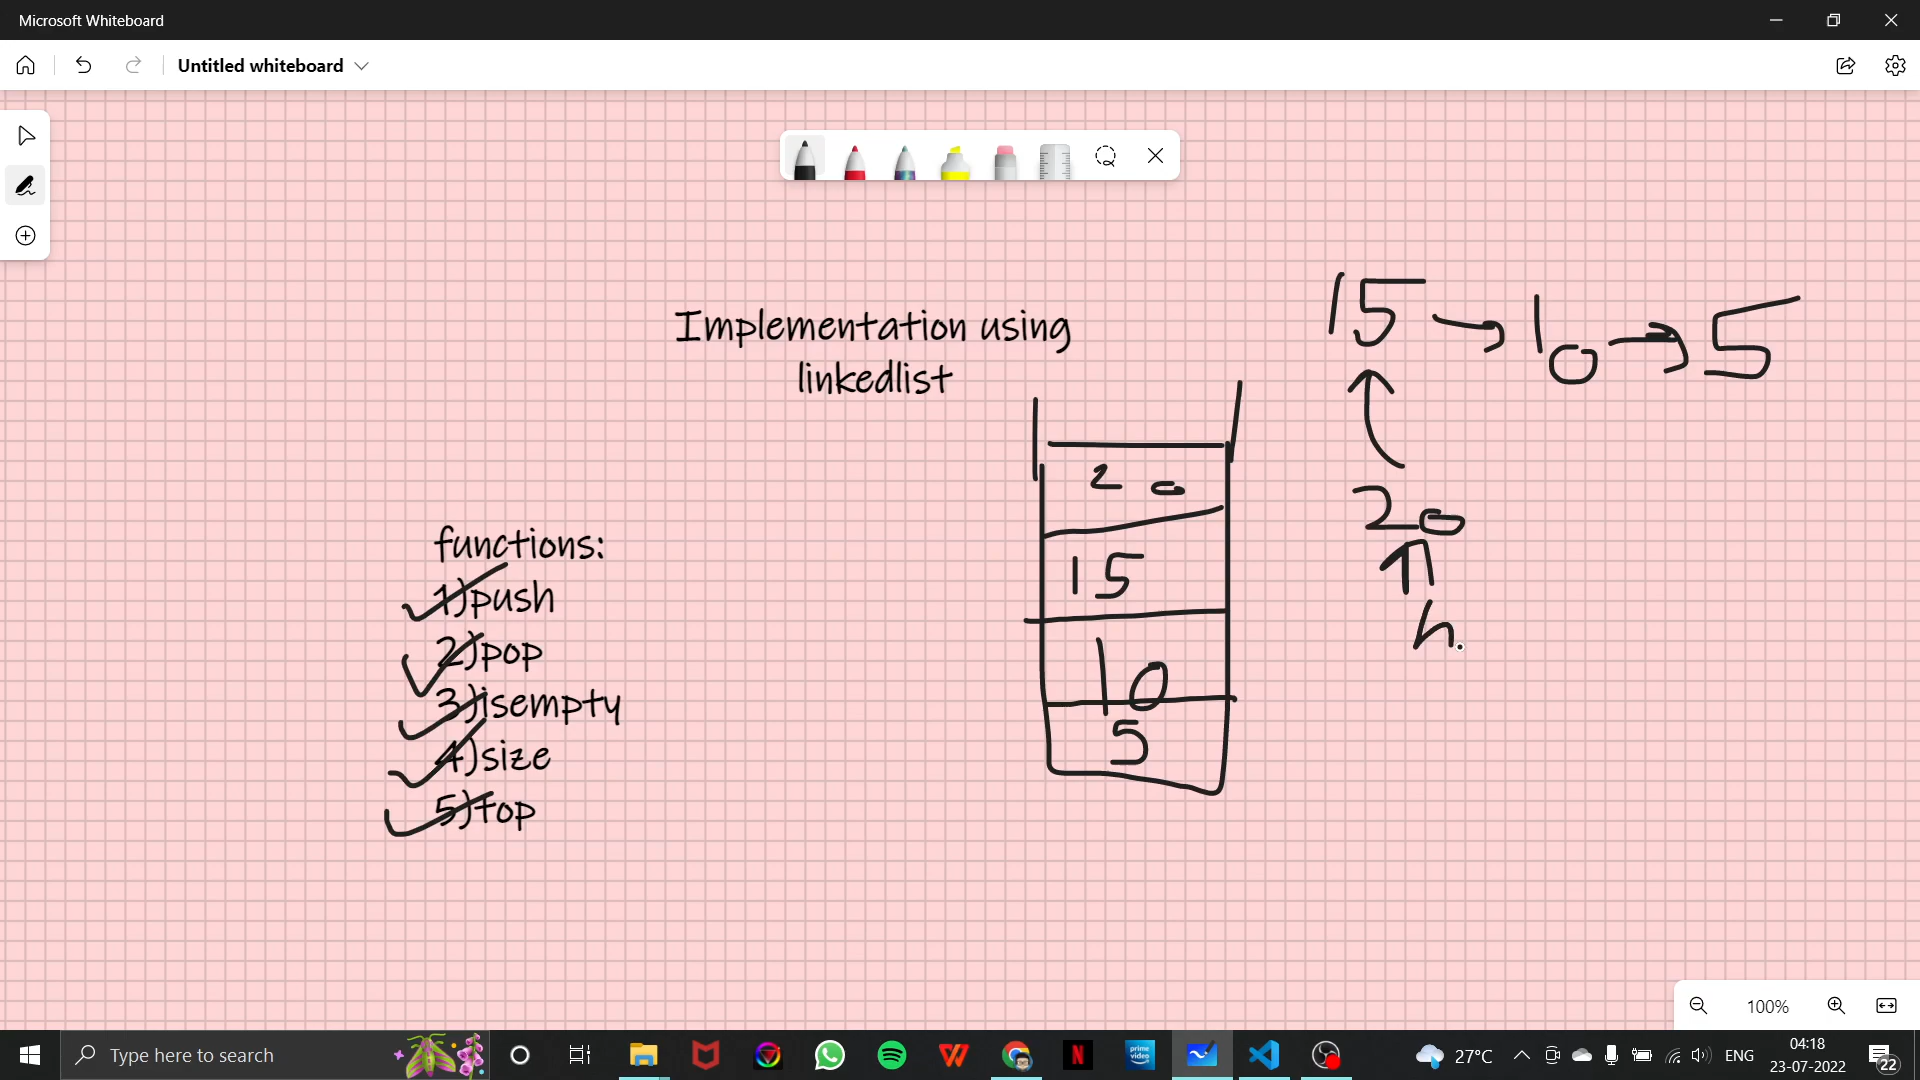 Microsoft Whiteboard
Untitled whiteboard
Implementation using
linkedlist
15 → 10 → 5
20
h
20
15
10
5
functions:
1)push
2)pop
3)isempty
4)size
5)top
100%
Type here to search
prime video
27°C
ENG
04:18
23-07-2022
22